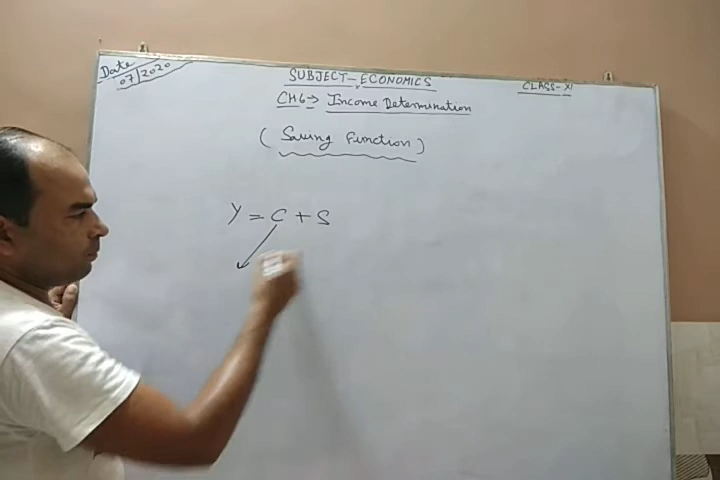 Date
07/2020
SUBJECT-ECONOMICS
CLASS-XI
CH6-> Income Determination
(Saving Function)
Y = C + S